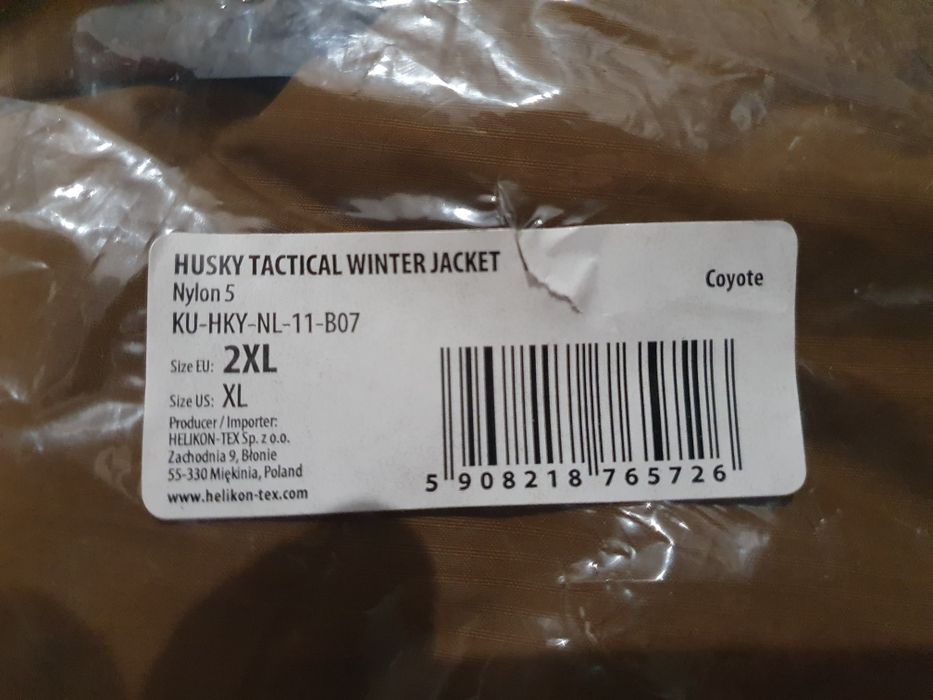 HUSKY TACTICAL WINTER JACKET
Coyote
Nylon 5
KU-HKY-NL-11-B07
Size EU: 2XL
Size US: XL
Producer / Importer:
HELIKON-TEX Sp. z o.o.
Zachodnia 9, Błonie
55-330 Miękinia, Poland
www.helikon-tex.com
5 908218 765726